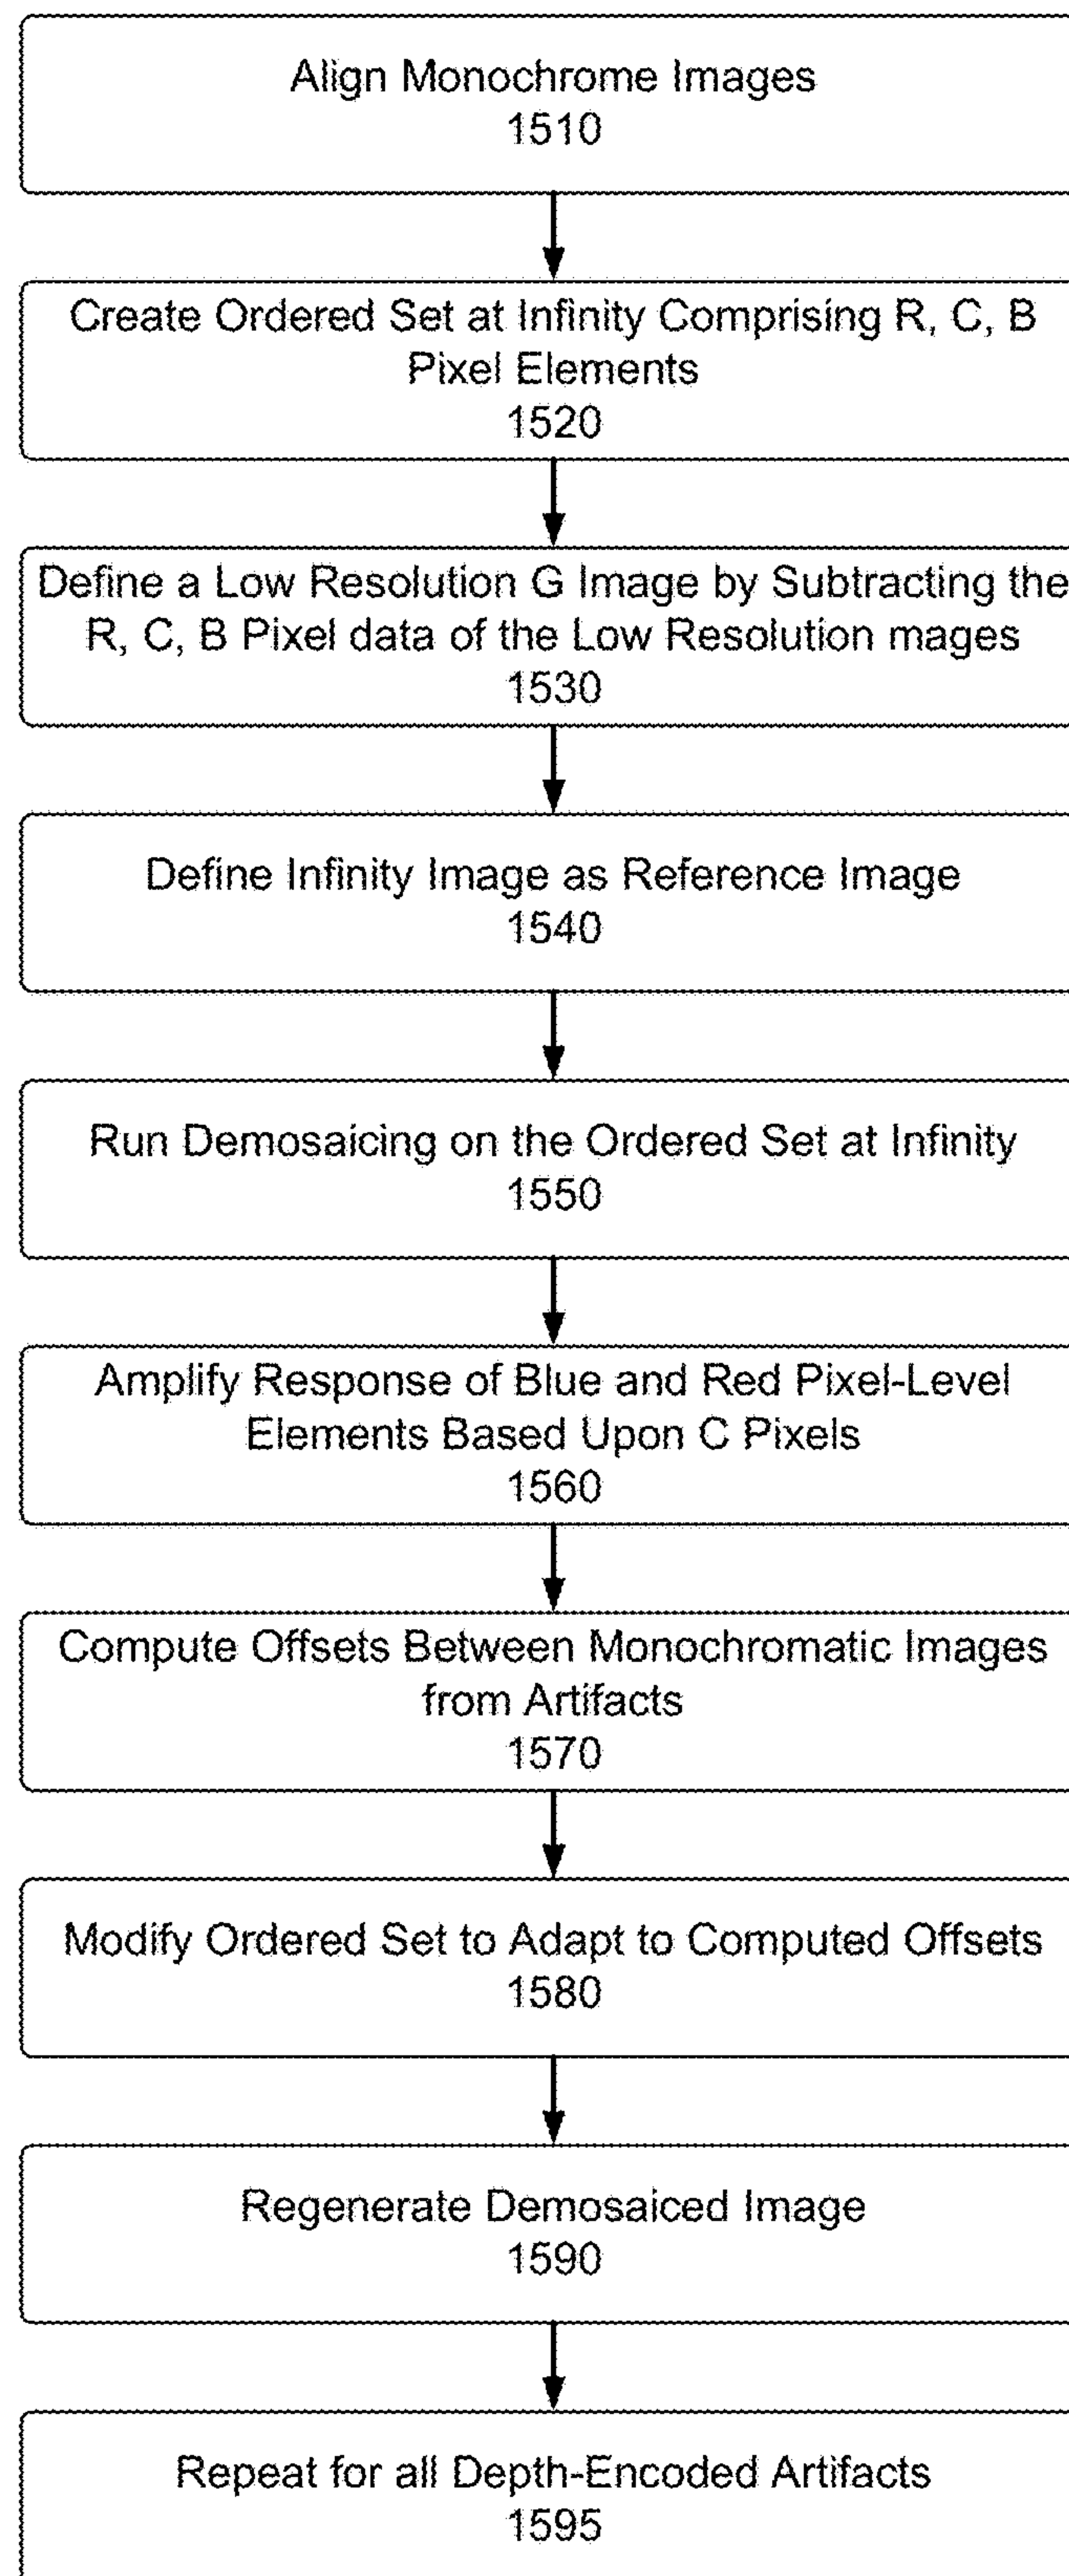 Align Monochrome Images
1510
Create Ordered Set at Infinity Comprising R, C, B
Pixel Elements
1520
Define a Low Resolution G Image by Subtracting the
R, C, B Pixel data of the Low Resolution mages
1530
Define Infinity Image as Reference Image
1540
Run Demosaicing on the Ordered Set at Infinity
1550
Amplify Response of Blue and Red Pixel-Level
Elements Based Upon C Pixels
1560
Compute Offsets Between Monochromatic Images
from Artifacts
1570
Modify Ordered Set to Adapt to Computed Offsets
1580
Regenerate Demosaiced Image
1590
Repeat for all Depth-Encoded Artifacts
1595